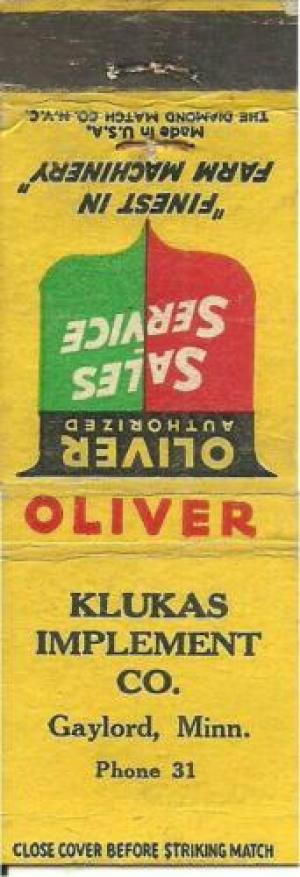 OLIVER
AUTHORIZED
SALES
SERVICE
"FINEST IN
FARM MACHINERY"
Made in U.S.A.
THE DIAMOND MATCH CO. N.Y.C.
OLIVER
KLUKAS
IMPLEMENT
CO.
Gaylord, Minn.
Phone 31
CLOSE COVER BEFORE STRIKING MATCH